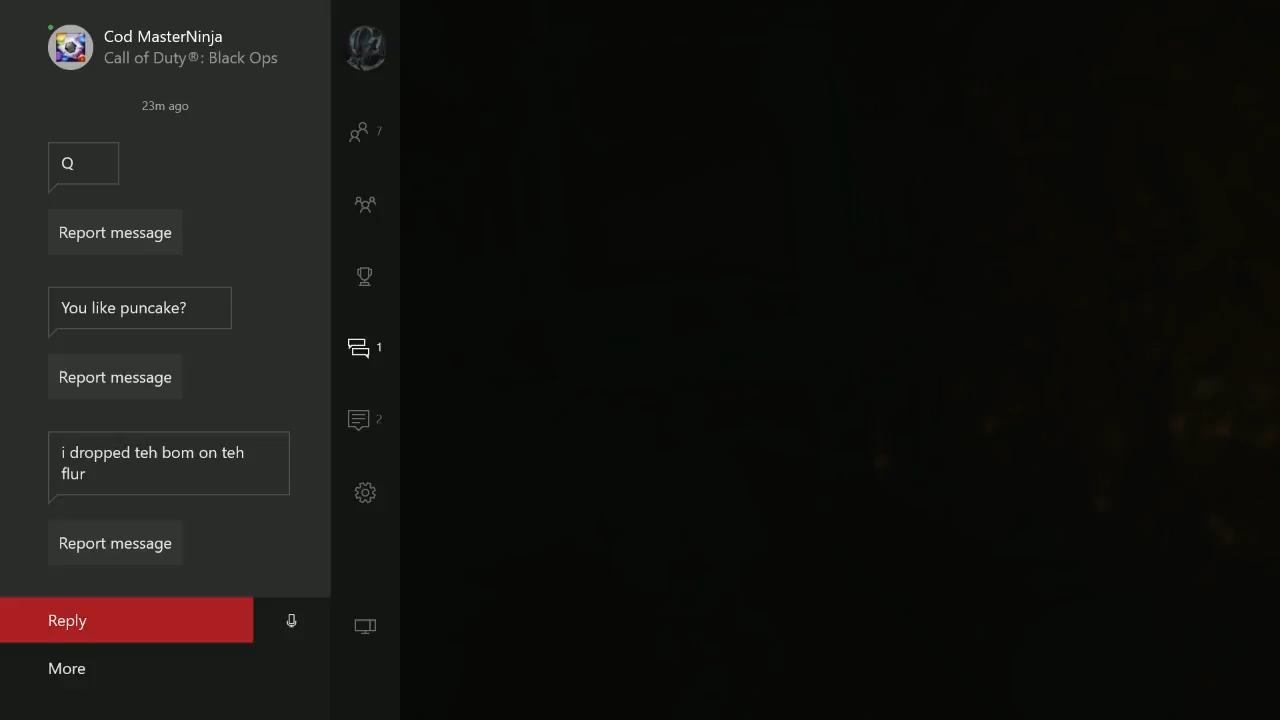 Cod MasterNinja
Call of Duty®: Black Ops
23m ago
Q
Report message
You like puncake?
Report message
i dropped teh bom on teh
flur
Report message
Reply
More
7
1
2